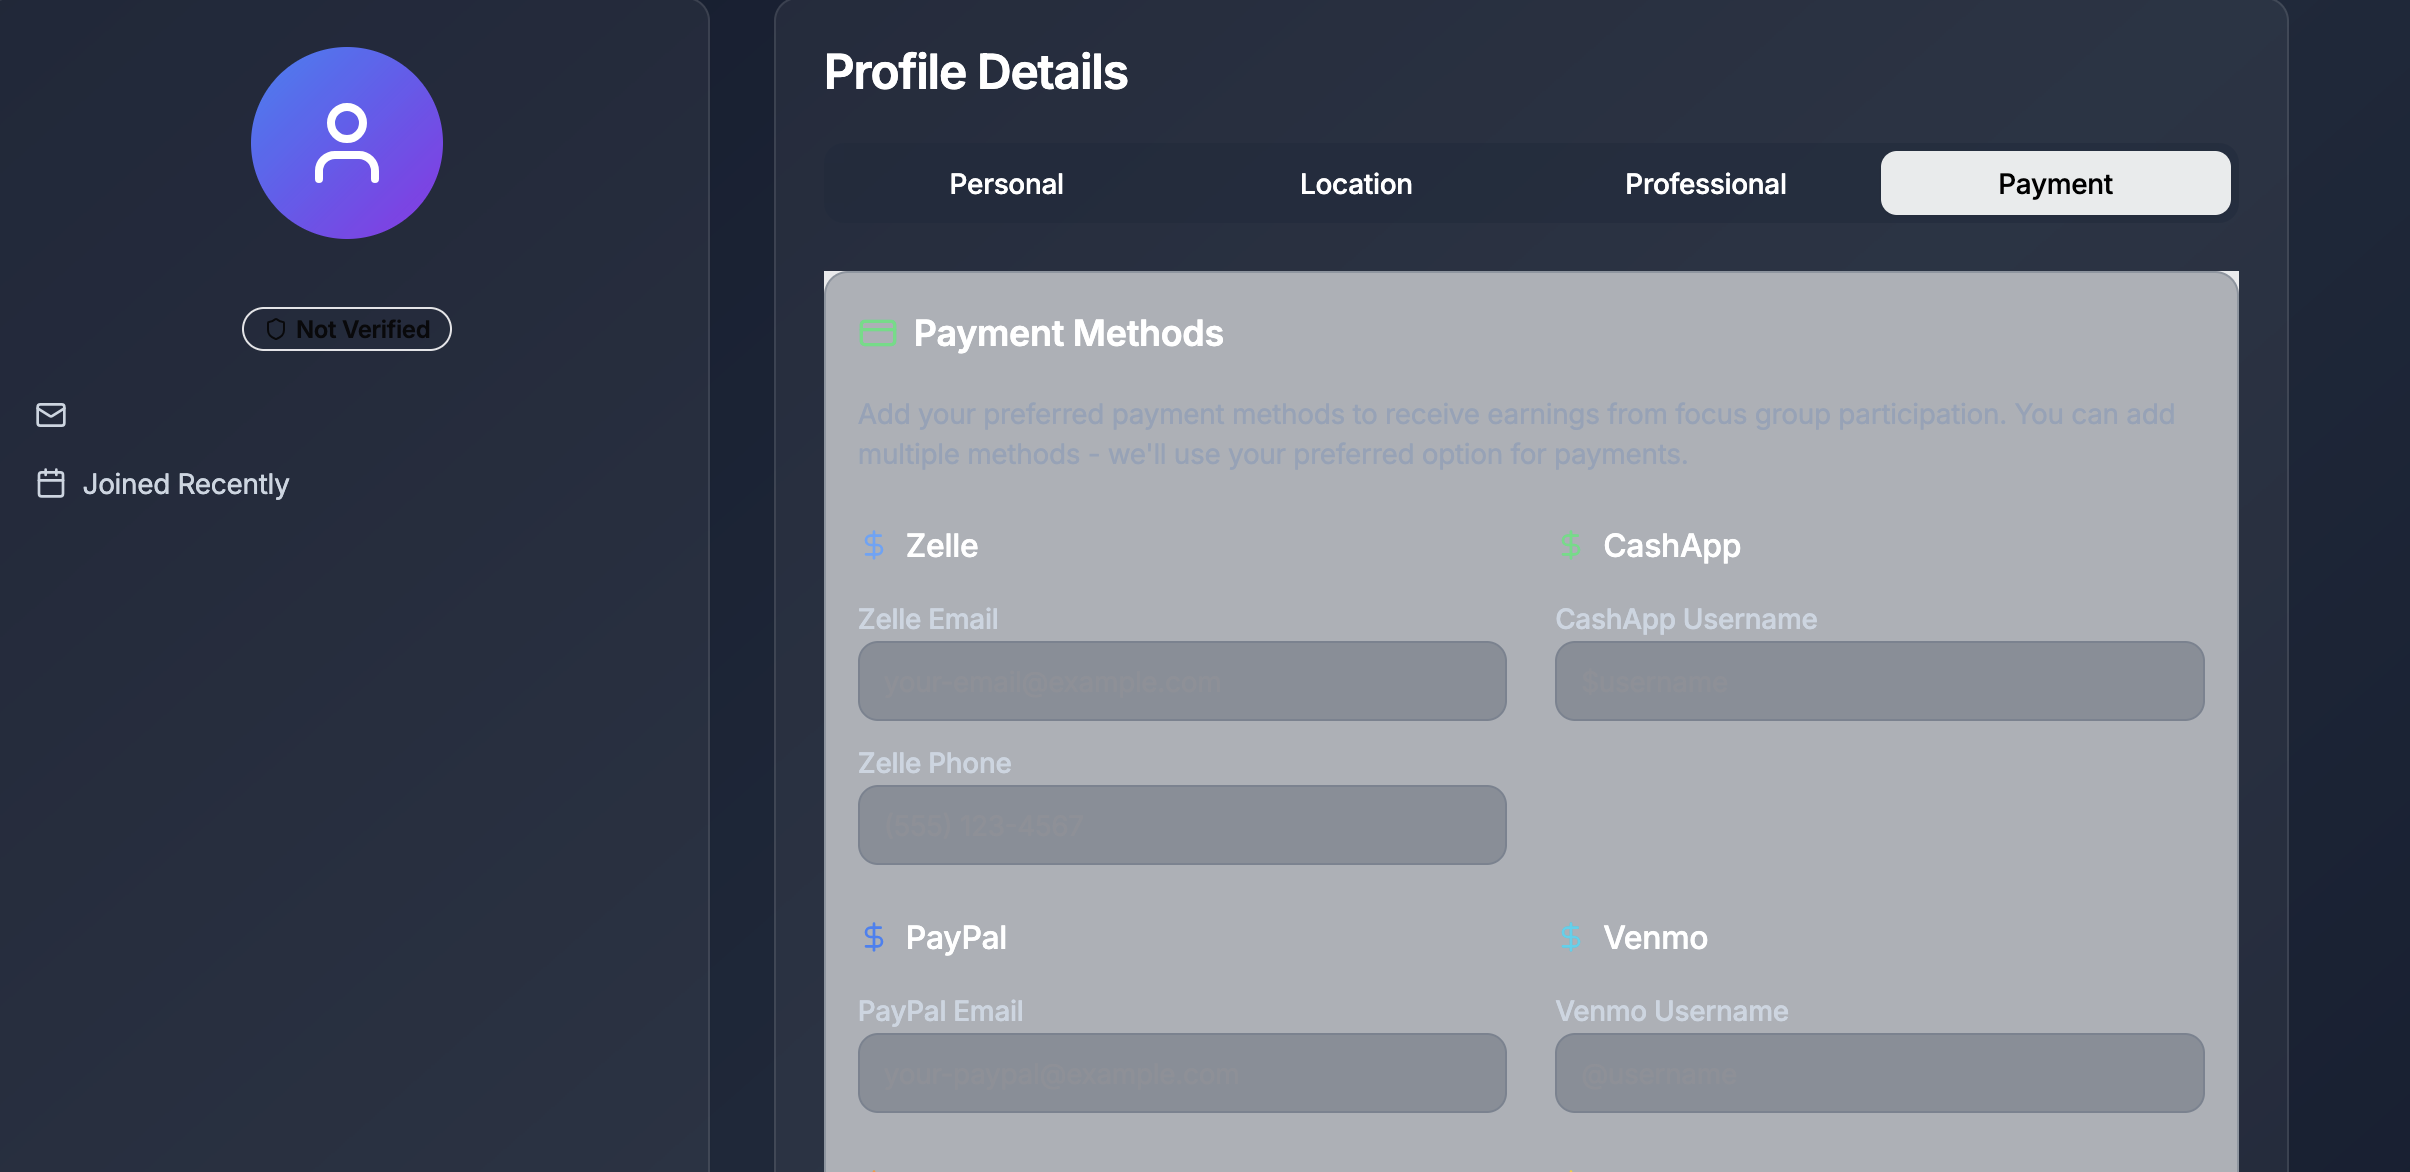 Not Verified
Joined Recently
Profile Details
Personal
Location
Professional
Payment
Payment Methods
Add your preferred payment methods to receive earnings from focus group participation. You can add
multiple methods - we'll use your preferred option for payments.
Zelle
CashApp
Zelle Email
CashApp Username
your-email@example.com
$username
Zelle Phone
(555) 123-4567
PayPal
Venmo
PayPal Email
Venmo Username
your-paypal@example.com
@username